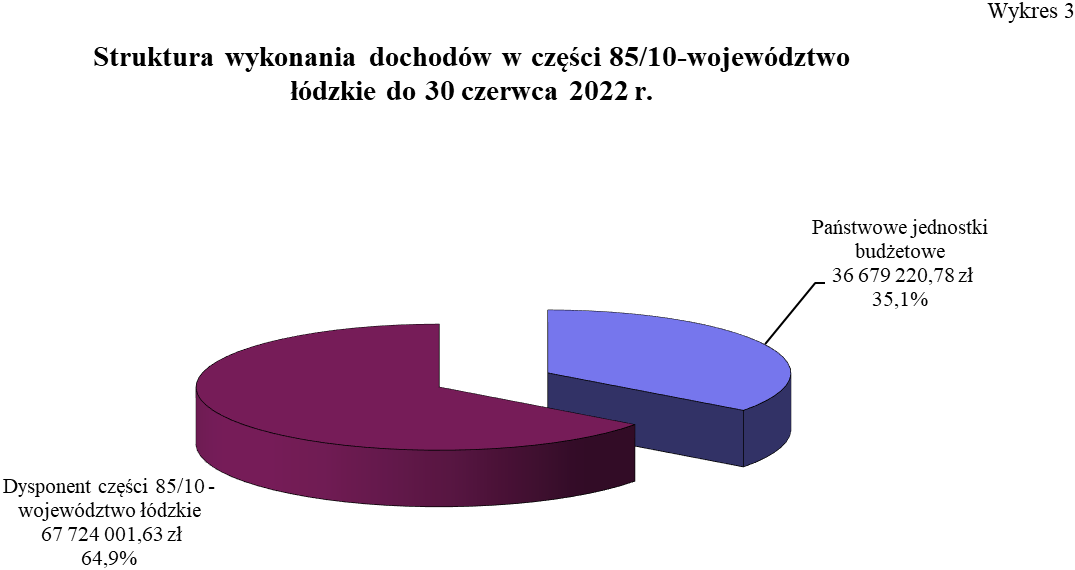 Wykres 3
Struktura wykonania dochodów w części 85/10-województwo
łódzkie do 30 czerwca 2022 r.
Państwowe jednostki
budżetowe
36 679 220,78 zł
35,1%
Dysponent części 85/10 -
województwo łódzkie
67 724 001,63 zł
64,9%